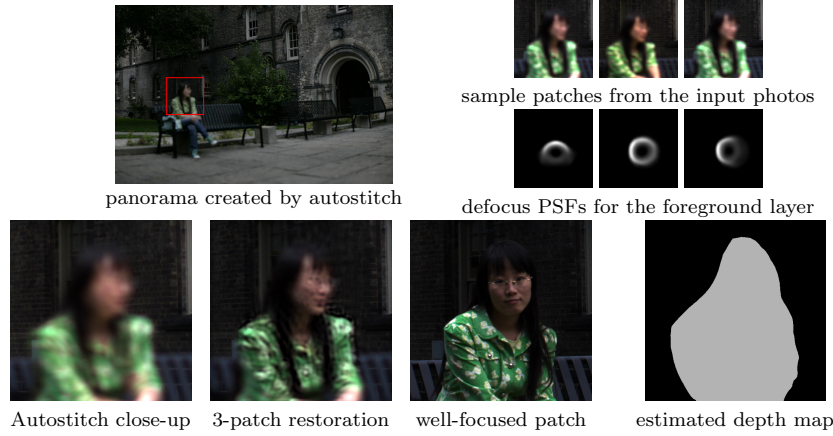 sample patches from the input photos
panorama created by autostitch
defocus PSFs for the foreground layer
Autostitch close-up
3-patch restoration
well-focused patch
estimated depth map